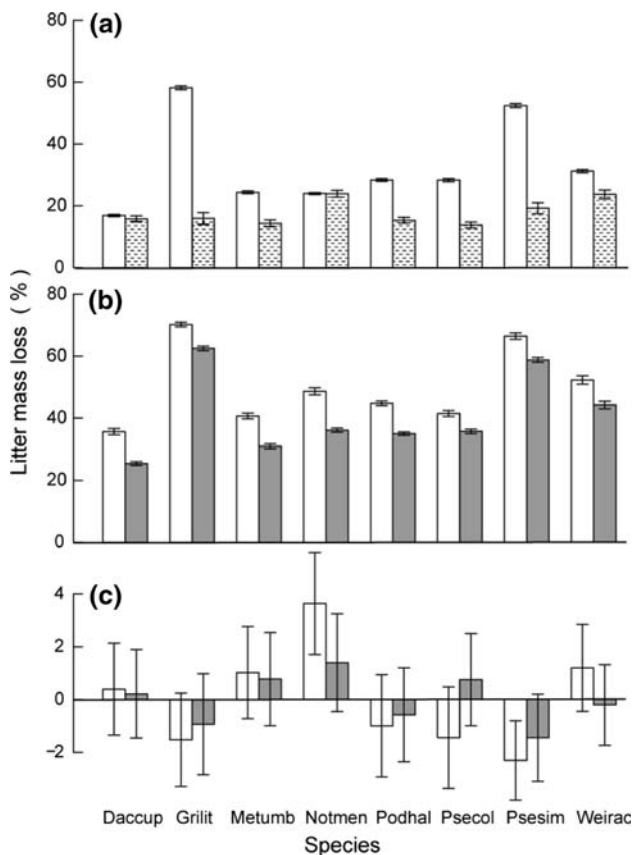 (a)
80
60
40
20
0
(b)
80
60
40
20
0
(c)
4
2
0
−2
Litter mass loss (%)
Daccup Grilit Metumb Notmen Podhal Psecol Psesim Weirac
Species